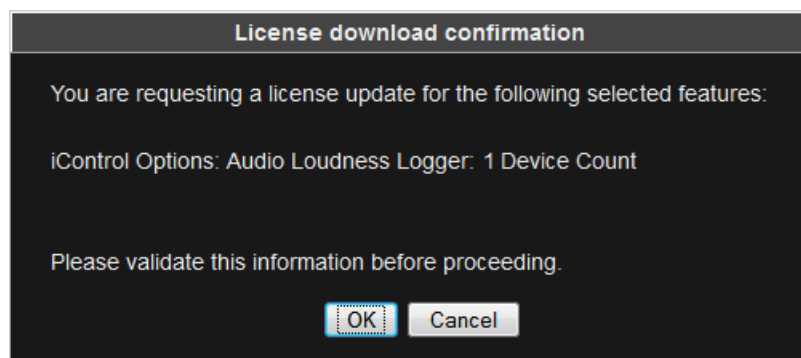 License download confirmation
You are requesting a license update for the following selected features:
iControl Options: Audio Loudness Logger: 1 Device Count
Please validate this information before proceeding.
OK Cancel